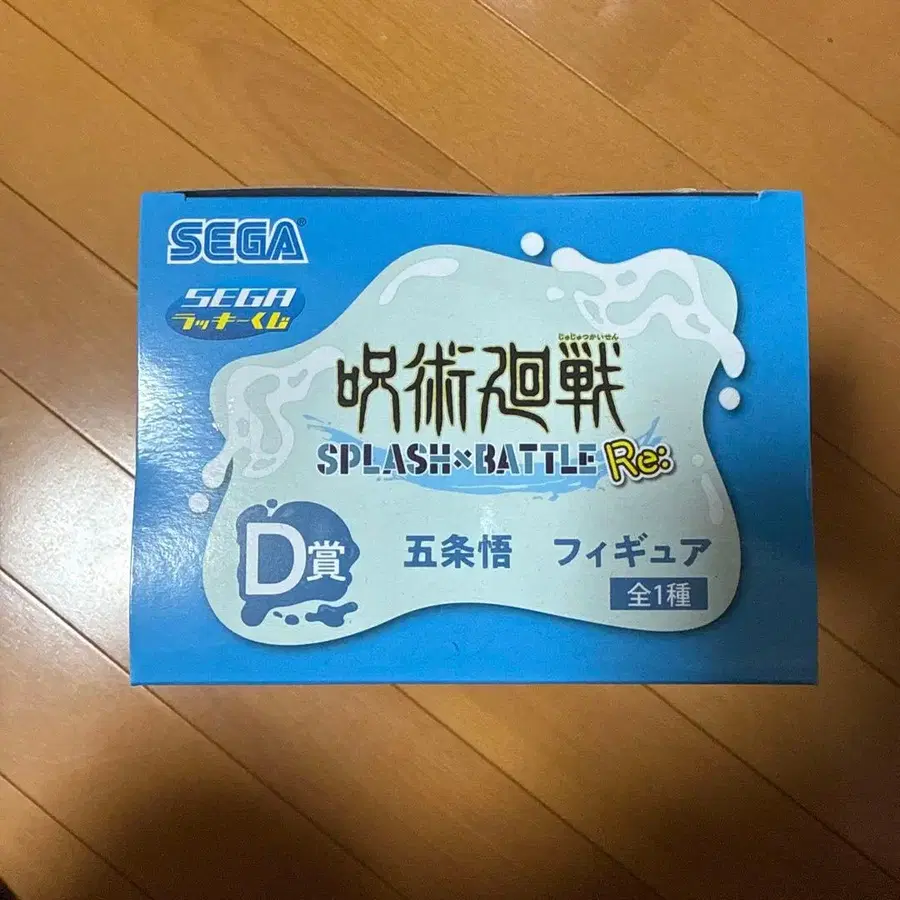 SEGA®
SEGA
ラッキーくじ
じゅじゅつかいせん
呪術廻戦
SPLASH×BATTLE Re:
D賞
五条悟 フィギュア
全1種